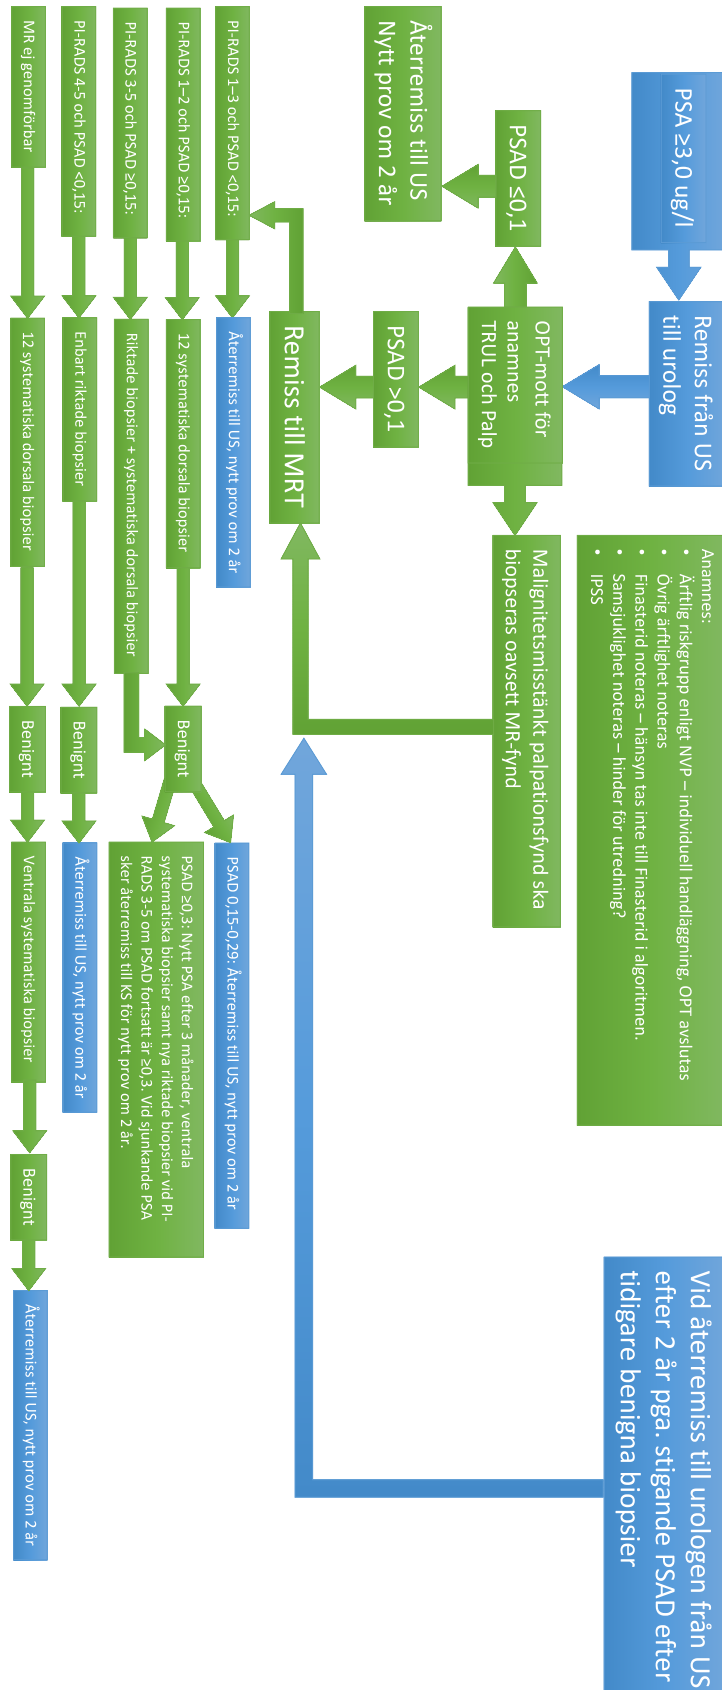 PSA ≥3,0 ug/l
Remiss från US
till urolog
Anamnes:
• Ärftlig riskgrupp enligt NVP – individuell handläggning, OPT avslutas
• Övrig ärftlighet noteras
• Finasterid noteras – hänsyn tas inte till Finasterid i algoritmen.
• Samsjuklighet noteras – hinder för utredning?
• IPSS
Vid återremiss till urologen från US
efter 2 år pga. stigande PSAD efter
tidigare benigna biopsier
PSAD ≤0,1
OPT-mott för
anamnes
TRUL och Palp
Malignitetsmisstänkt palpationsfynd ska
biopseras oavsett MR-fynd
Återremiss till US
Nytt prov om 2 år
PSAD >0,1
Remiss till MRT
PI-RADS 1–3 och PSAD <0,15:
Återremiss till US, nytt prov om 2 år
PI-RADS 1–2 och PSAD ≥0,15:
12 systematiska dorsala biopsier
Benignt
PSAD 0,15-0,29: Återremiss till US, nytt prov om 2 år
PI-RADS 3-5 och PSAD ≥0,15:
Riktade biopsier + systematiska dorsala biopsier
PSAD ≥0,3: Nytt PSA efter 3 månader, ventrala
systematiska biopsier samt nya riktade biopsier vid PI-
RADS 3-5 om PSAD fortsatt är ≥0,3. Vid sjunkande PSA
sker återremiss till KS för nytt prov om 2 år.
PI-RADS 4-5 och PSAD <0,15:
Enbart riktade biopsier
Benignt
Återremiss till US, nytt prov om 2 år
MR ej genomförbar
12 systematiska dorsala biopsier
Benignt
Ventrala systematiska biopsier
Benignt
Återremiss till US, nytt prov om 2 år